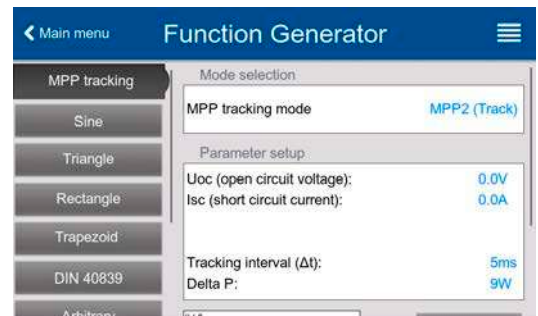 Main menu
Function Generator
MPP tracking
Sine
Triangle
Rectangle
Trapezoid
DIN 40839
Mode selection
MPP tracking mode MPP2 (Track)
Parameter setup
Uoc (open circuit voltage): 0.0V
Isc (short circuit current): 0.0A
Tracking interval (Δt): 5ms
Delta P: 9W